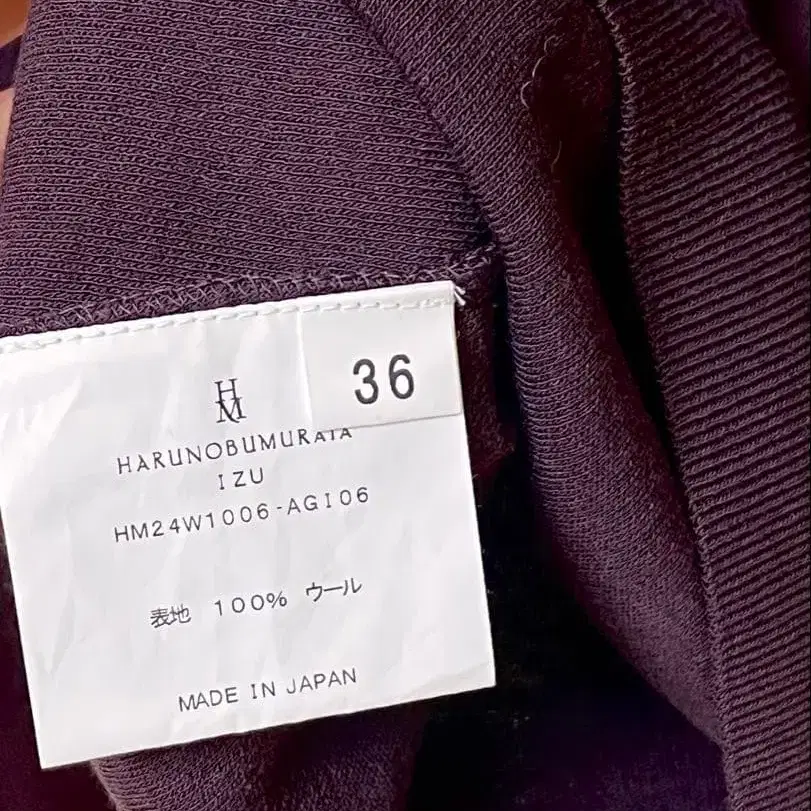 36
HM
HARUNOBUMURATA
IZU
HM24W1006-AGI06
表地 100% ウール
MADE IN JAPAN